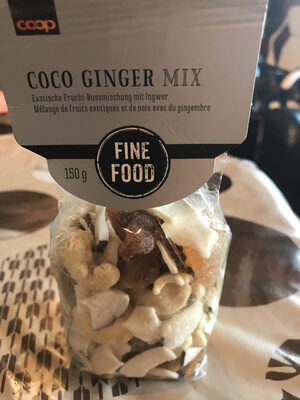 coop
COCO GINGER MIX
Exotische Frucht-Nussmischung mit Ingwer
Mélange de fruits exotiques et de noix avec du gingembre
150 g
FINE
FOOD